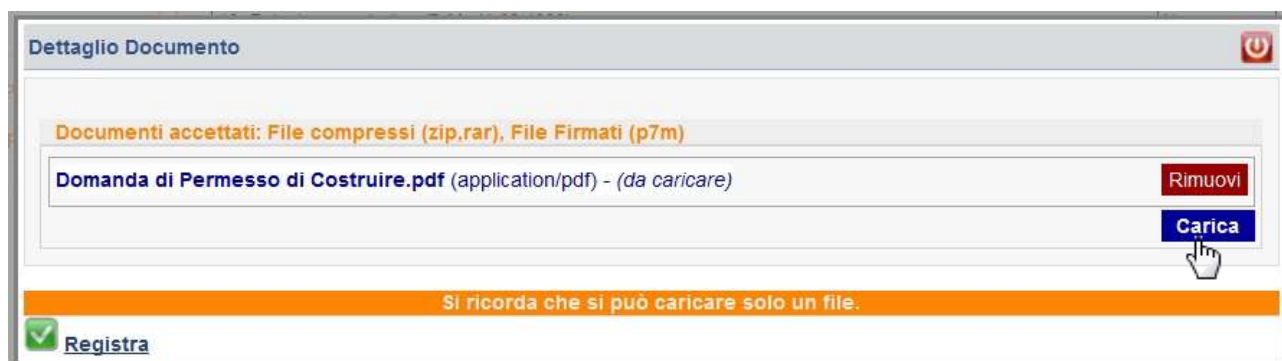 Dettaglio Documento
Documenti accettati: File compressi (zip,rar), File Firmati (p7m)
Domanda di Permesso di Costruire.pdf (application/pdf) - (da caricare) Rimuovi
Carica
Si ricorda che si può caricare solo un file.
Registra